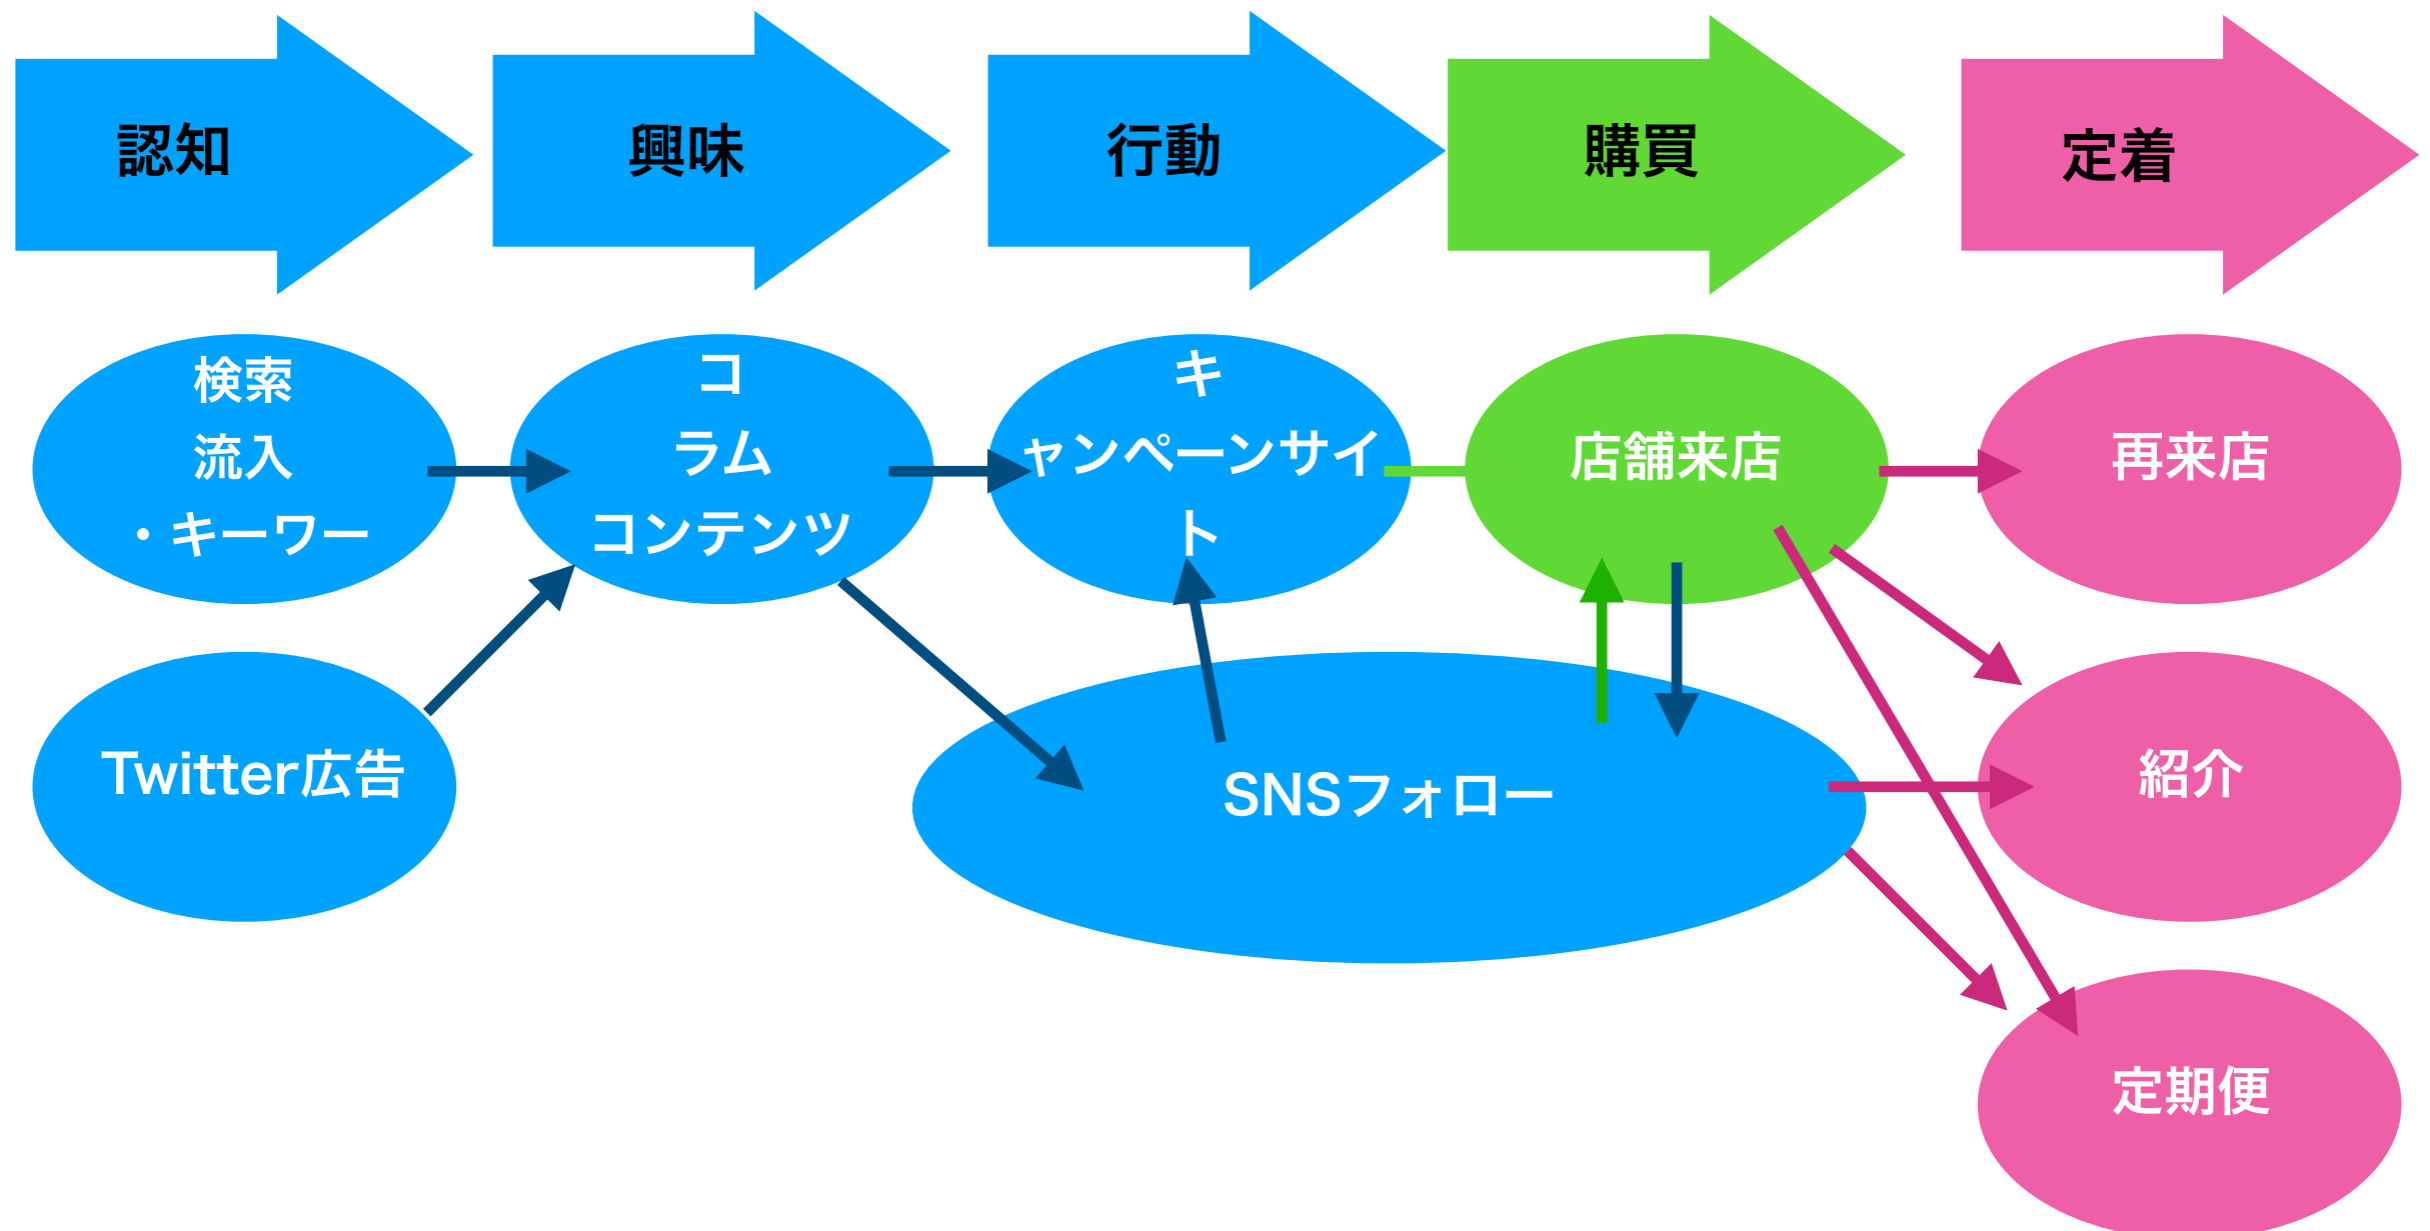 認知
興味
行動
購買
定着
検索
流入
・キーワー
コ
ラム
コンテンツ
キ
ャンペーンサイ
ト
店舗来店
再来店
Twitter広告
SNSフォロー
紹介
定期便